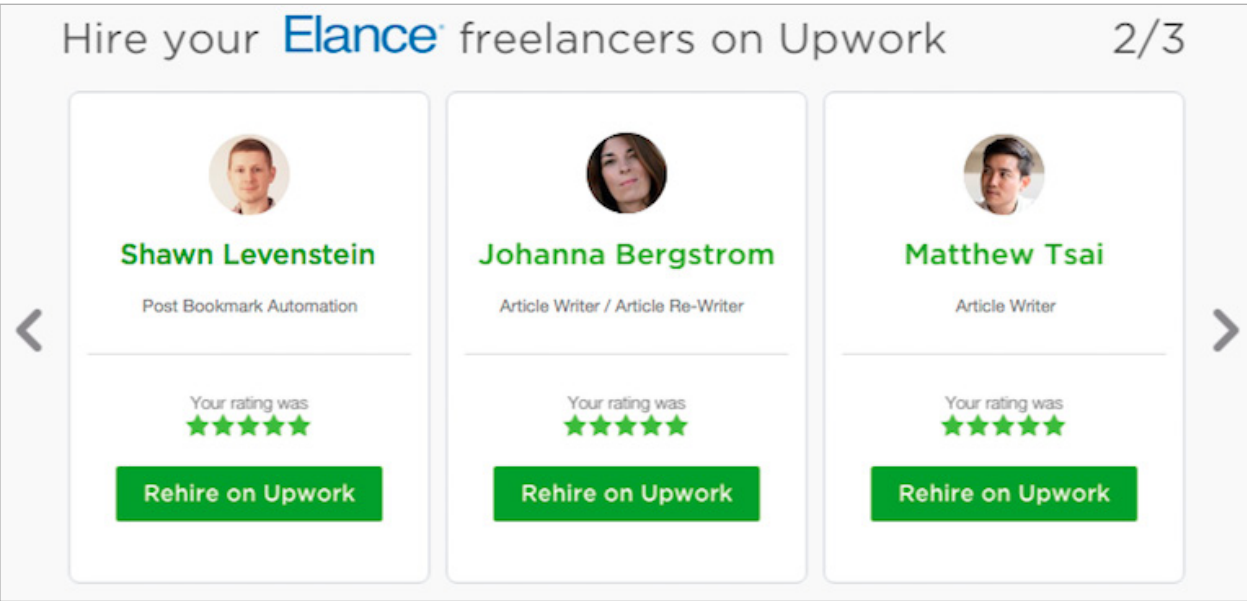 Hire your Elance freelancers on Upwork 2/3
Shawn Levenstein
Post Bookmark Automation
Your rating was
Rehire on Upwork
Johanna Bergstrom
Article Writer / Article Re-Writer
Your rating was
Rehire on Upwork
Matthew Tsai
Article Writer
Your rating was
Rehire on Upwork